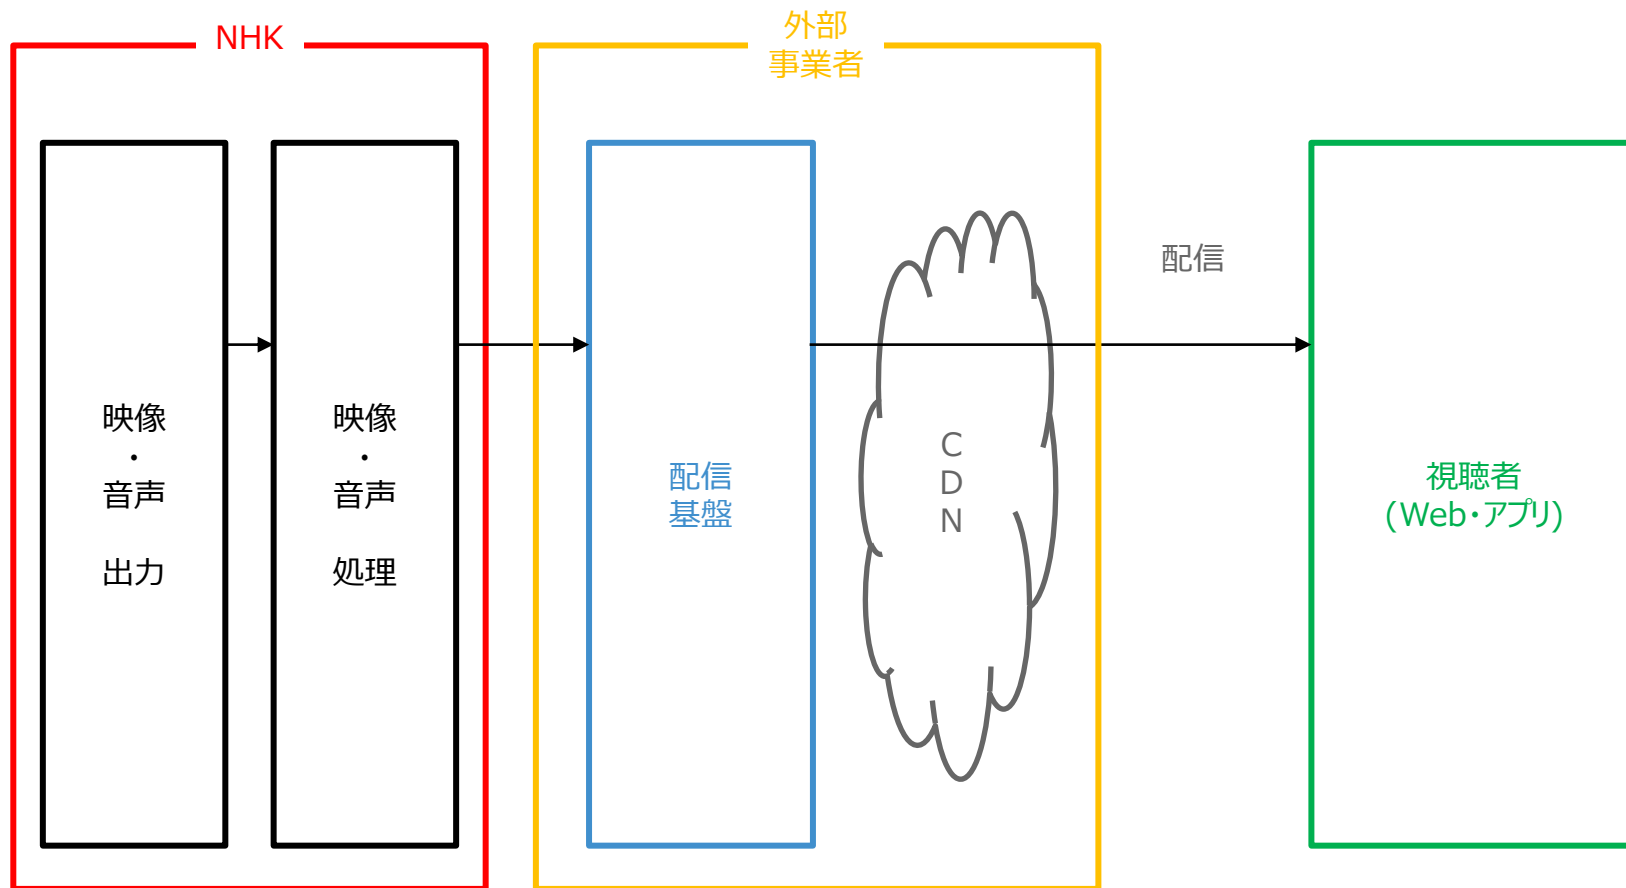 NHK
外部
事業者
映像
・
音声
出力
映像
・
音声
処理
配信
基盤
C
D
N
配信
視聴者
(Web・アプリ)